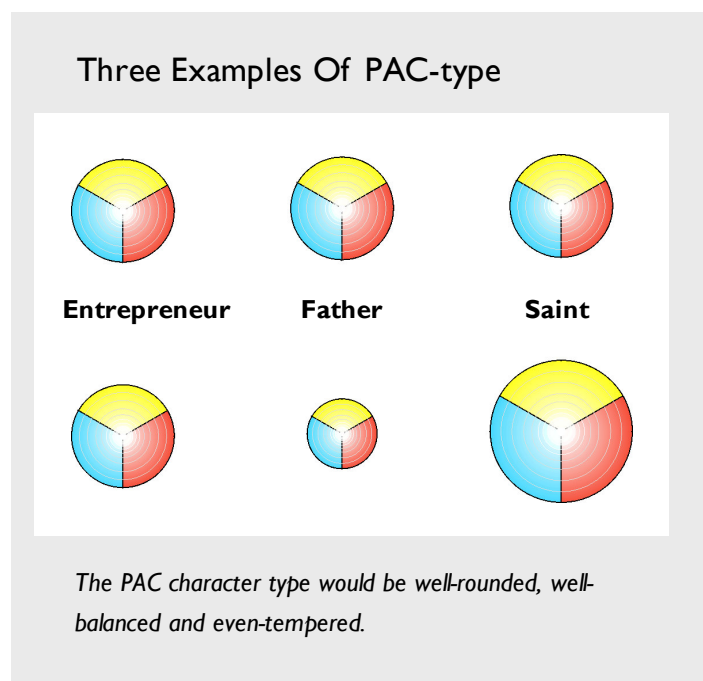 Three Examples Of PAC-type
Entrepreneur Father Saint
The PAC character type would be well-rounded, well-
balanced and even-tempered.